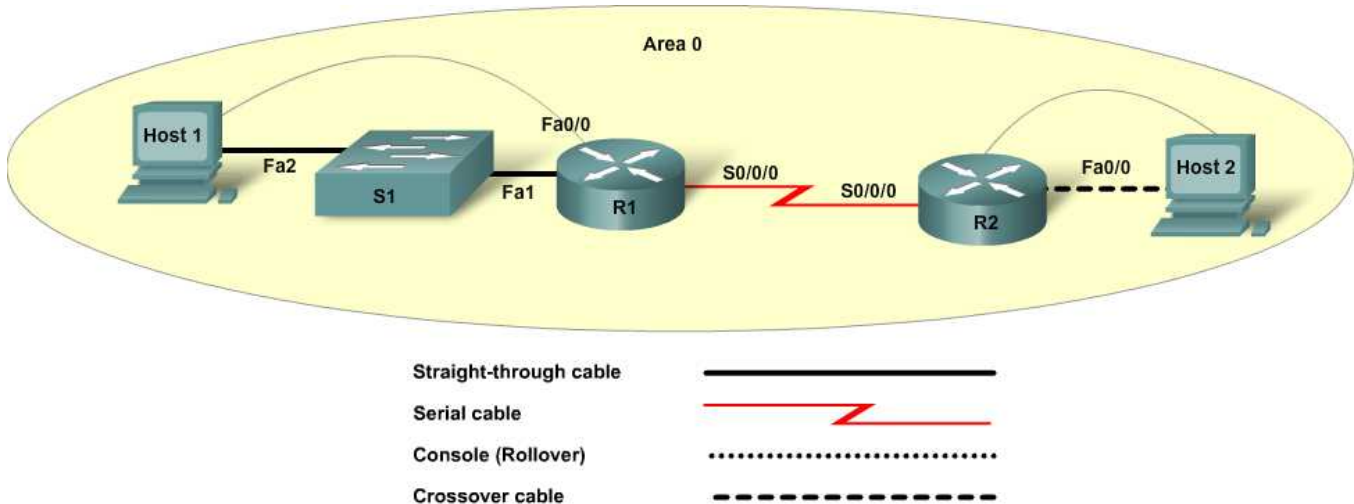 Area 0
Host 1
Fa2
S1
Fa1
Fa0/0
R1
S0/0/0
S0/0/0
R2
Fa0/0
Host 2
Straight-through cable
Serial cable
Console (Rollover)
Crossover cable